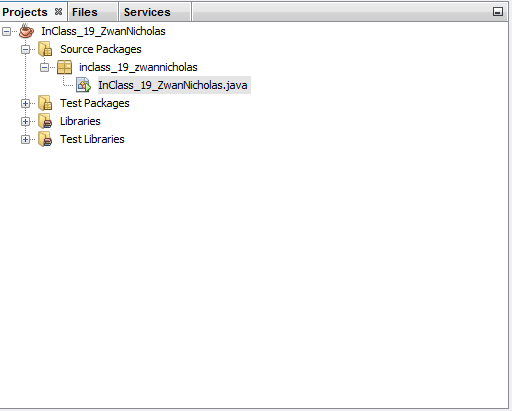 Projects Files Services
InClass_19_ZwanNicholas
Source Packages
inclass_19_zwannicholas
InClass_19_ZwanNicholas.java
Test Packages
Libraries
Test Libraries